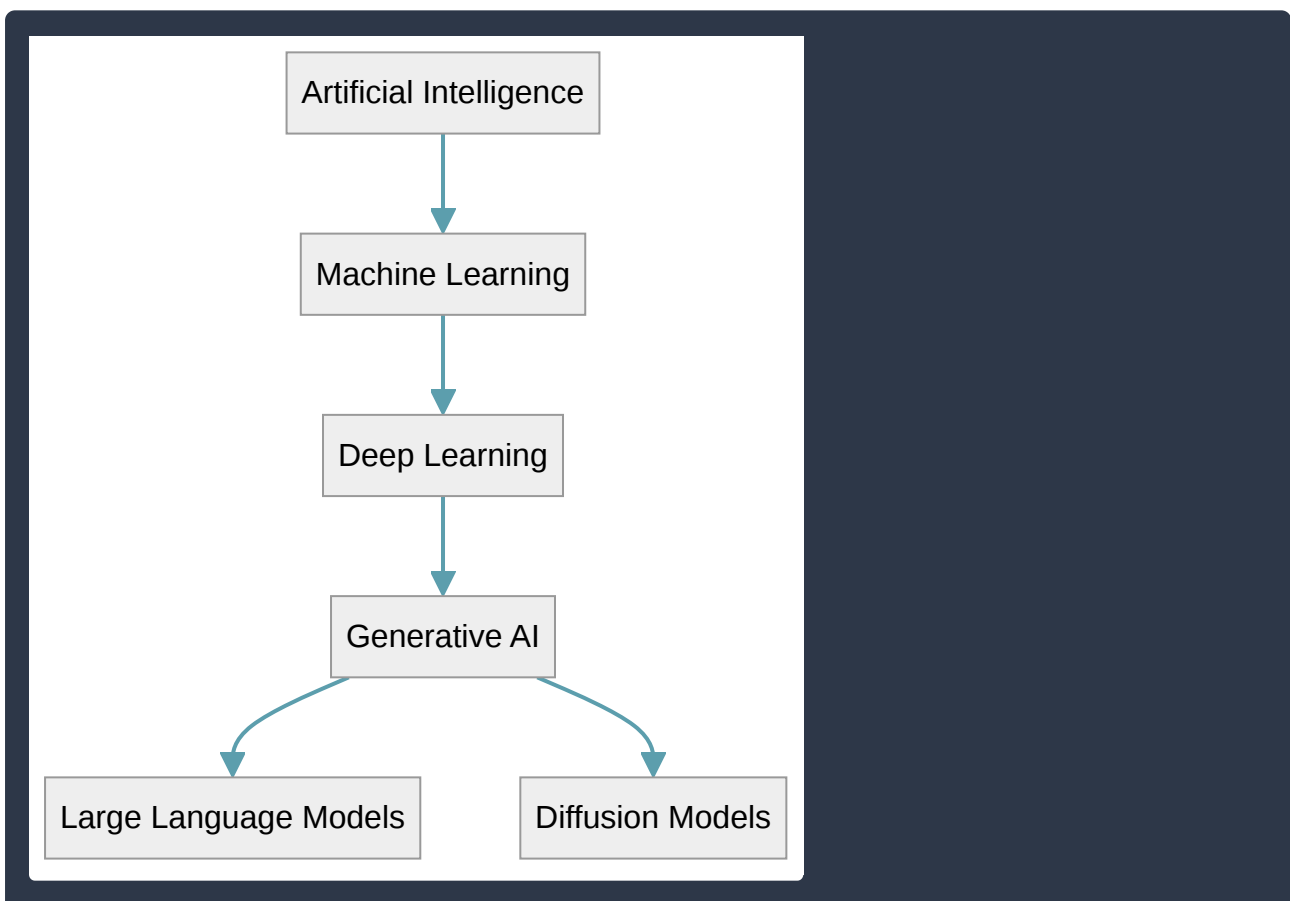 Artificial Intelligence
Machine Learning
Deep Learning
Generative AI
Large Language Models
Diffusion Models